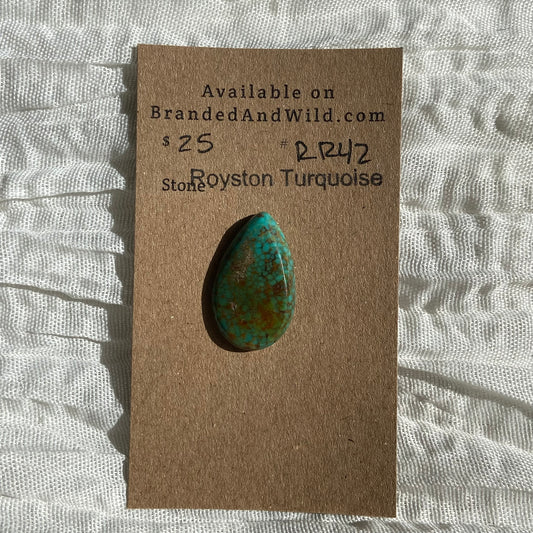 Available on
BrandedAndWild.com
$ 25 # RR42
Stone Royston Turquoise